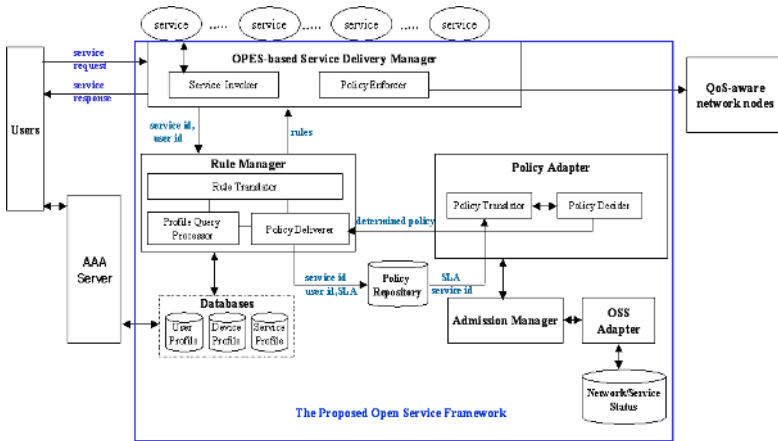 service ..... service ..... service ..... service
OPES-based Service Delivery Manager
service
request
Service Invoker
Policy Enforcer
service
response
QoS-aware
network nodes
Users
service id,
user id
rules
Rule Manager
Policy Adapter
Rule Translator
Policy Translator
Policy Decider
Profile Query
Processor
Policy Deliverer
determined policy
AAA
Server
service id
user id,SLA
Policy
Repository
SLA
service id
Databases
User
Profile
Device
Profile
Service
Profile
Admission Manager
OSS
Adapter
Network/Service
Status
The Proposed Open Service Framework